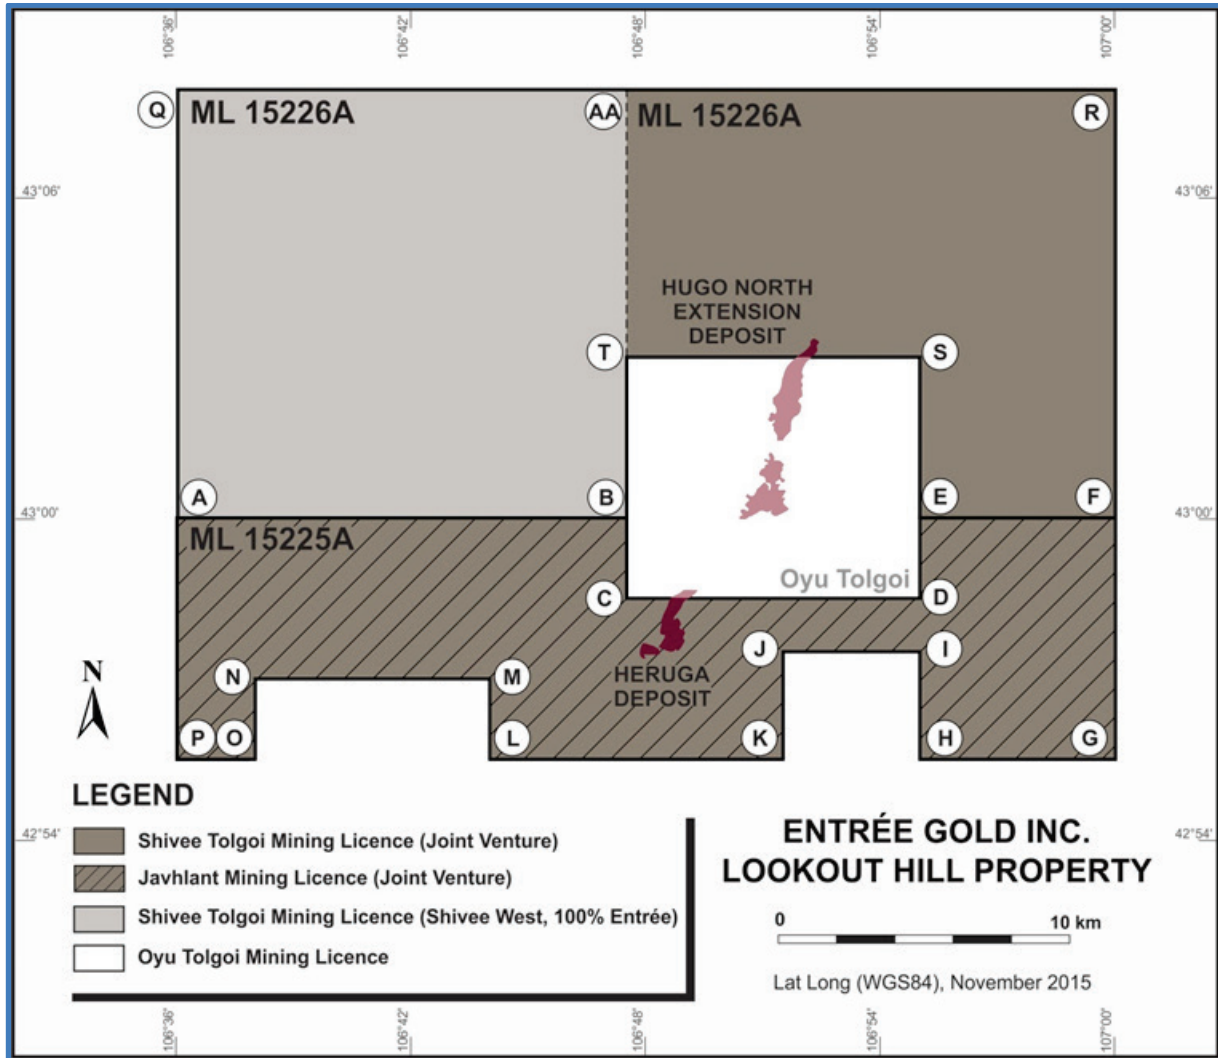 106°36'
106°42'
106°48'
106°54'
107°00'
Q
ML 15226A
AA
ML 15226A
R
43°06'
43°06'
HUGO NORTH
EXTENSION
DEPOSIT
T
S
A
B
E
F
43°00'
43°00'
ML 15225A
Oyu Tolgoi
C
D
J
I
N
M
HERUGA
DEPOSIT
N
P
O
L
K
H
G
LEGEND
Shivee Tolgoi Mining Licence (Joint Venture)
Javhlant Mining Licence (Joint Venture)
Shivee Tolgoi Mining Licence (Shivee West, 100% Entrée)
Oyu Tolgoi Mining Licence
42°54'
42°54'
ENTRÉE GOLD INC.
LOOKOUT HILL PROPERTY
0
10 km
Lat Long (WGS84), November 2015
106°36'
106°42'
106°48'
106°54'
107°00'